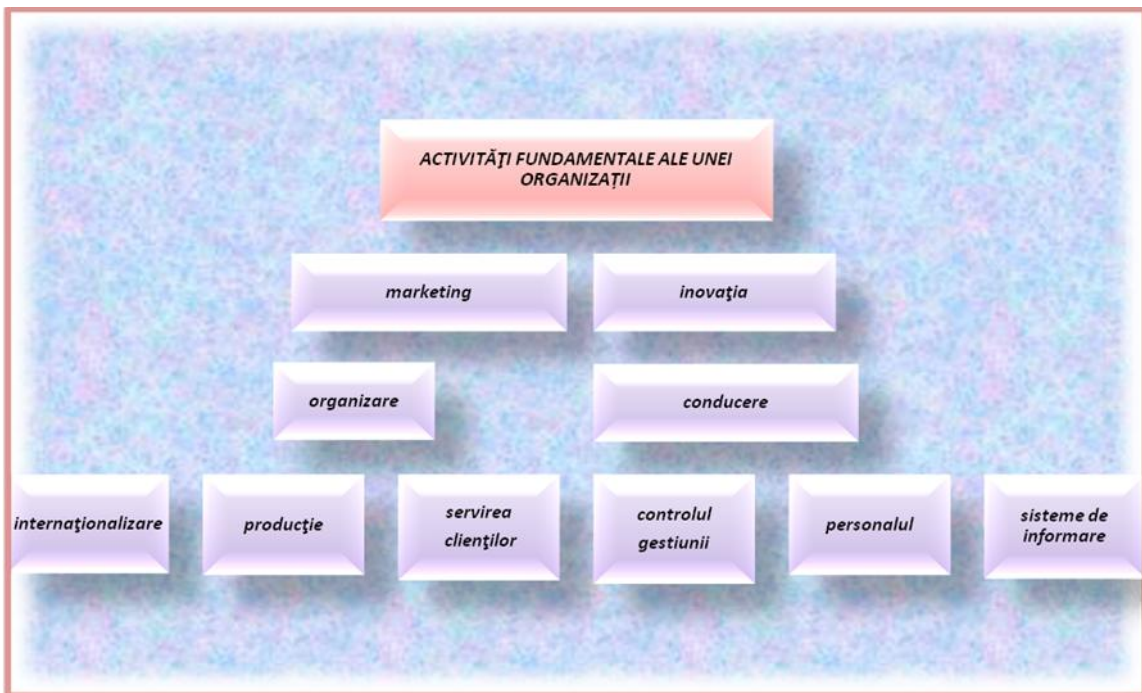 ACTIVITĂŢI FUNDAMENTALE ALE UNEI
ORGANIZAȚII
marketing
inovaţia
organizare
conducere
internaţionalizare
producţie
servirea
clienţilor
controlul
gestiunii
personalul
sisteme de
informare